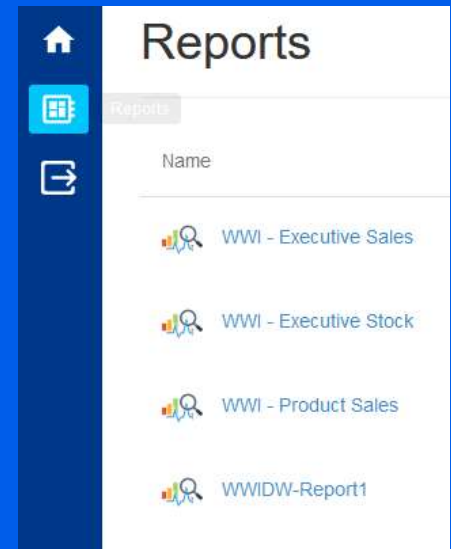 Reports
Reports
Name
WWI - Executive Sales
WWI - Executive Stock
WWI - Product Sales
WWIDW-Report1